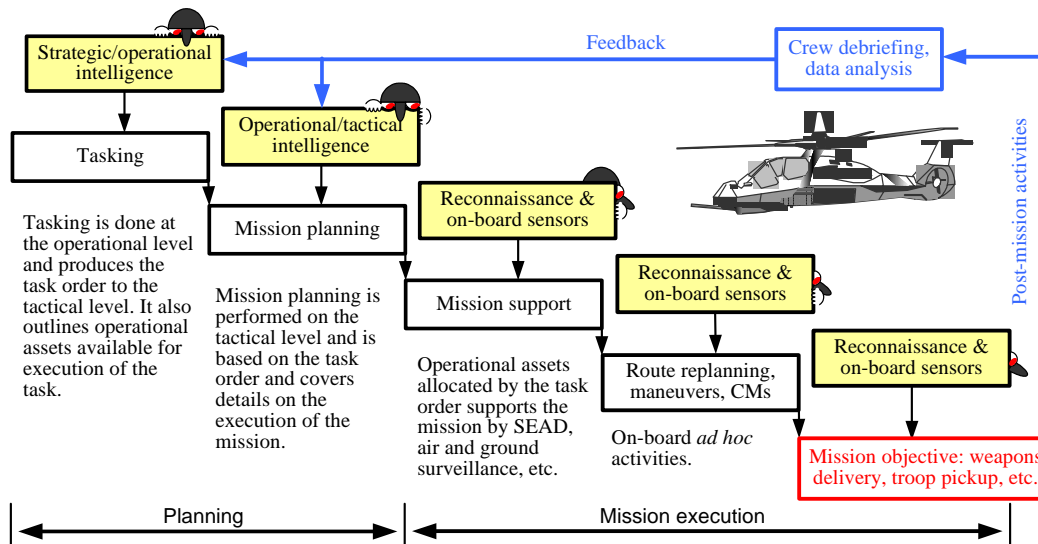 Strategic/operational
intelligence
Feedback
Crew debriefing,
data analysis
Operational/tactical
intelligence
Tasking
Post-mission activities
Reconnaissance &
on-board sensors
Mission planning
Tasking is done at
the operational level
and produces the
task order to the
tactical level. It also
outlines operational
assets available for
execution of the
task.
Reconnaissance &
on-board sensors
Mission support
Mission planning is
performed on the
tactical level and is
based on the task
order and covers
details on the
execution of the
mission.
Reconnaissance &
on-board sensors
Operational assets
allocated by the task
order supports the
mission by SEAD,
air and ground
surveillance, etc.
Route replanning,
maneuvers, CMs
On-board ad hoc
activities.
Mission objective: weapons
delivery, troop pickup, etc.
Planning
Mission execution